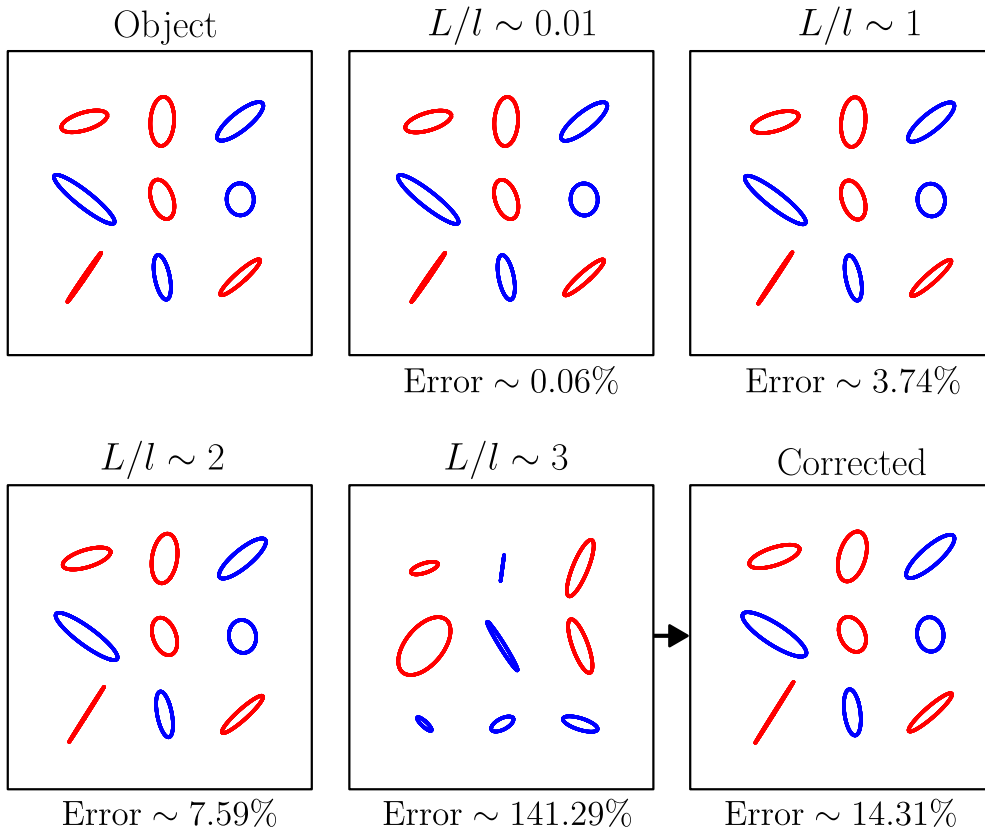 Object
L/l ∼ 0.01
L/l ∼ 1
Error ∼ 0.06%
Error ∼ 3.74%
L/l ∼ 2
L/l ∼ 3
Corrected
Error ∼ 7.59%
Error ∼ 141.29%
Error ∼ 14.31%